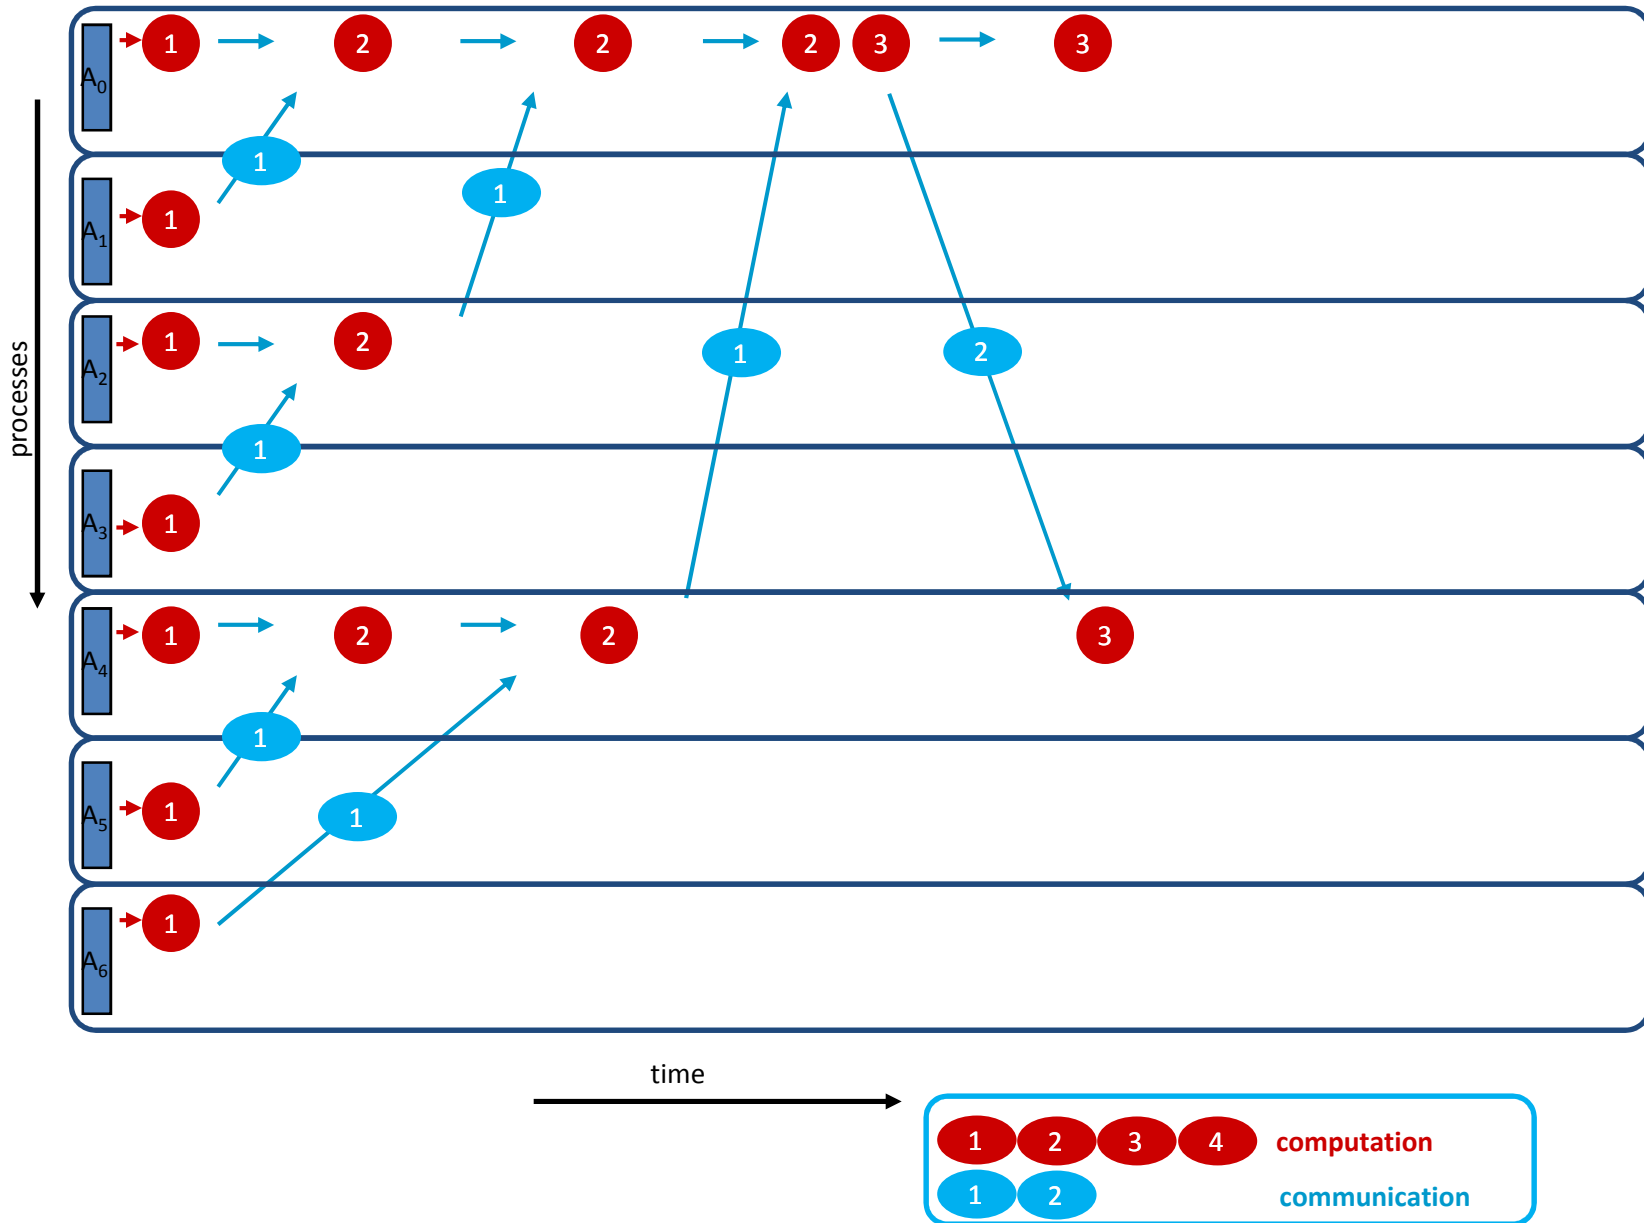 A0 1 2 2 2 3 3
1
1
A1 1
A2 1 2
1 2
processes
1
A3 1
A4 1 2 2 3
1
A5 1
1
A6 1
time
1 2 3 4 computation
1 2 communication